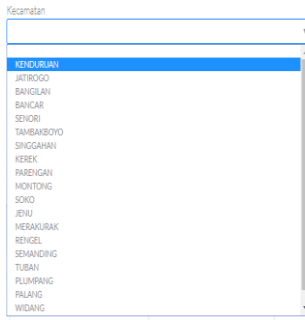 Kecamatan
KENDURUAN
JATIROGO
BANGILAN
BANCAR
SENORI
TAMBAKBOYO
SINGGAHAN
KEREK
PARENGAN
MONTONG
SOKO
JENU
MERAKURAK
RENGEL
SEMANDING
TUBAN
PLUMPANG
PALANG
WIDANG